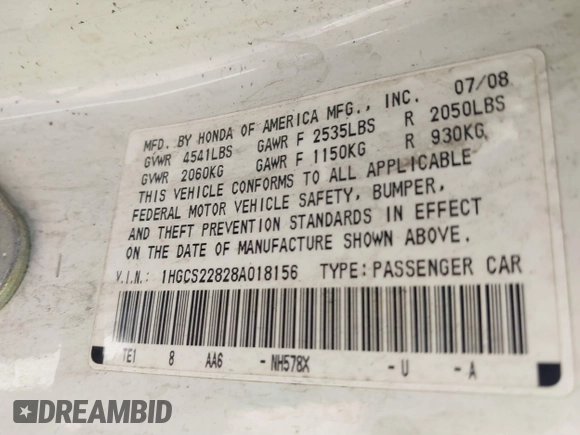 07/08
MFD. BY HONDA OF AMERICA MFG., INC.
GVWR 4541LBS GAWR F 2535LBS R 2050LBS
GVWR 2060KG GAWR F 1150KG R 930KG
THIS VEHICLE CONFORMS TO ALL APPLICABLE
FEDERAL MOTOR VEHICLE SAFETY, BUMPER,
AND THEFT PREVENTION STANDARDS IN EFFECT
ON THE DATE OF MANUFACTURE SHOWN ABOVE.
V.I.N.: 1HGCS22828A018156 TYPE:PASSENGER CAR
TE1 8 AA6 -NH578X -U -A
DREAMBID